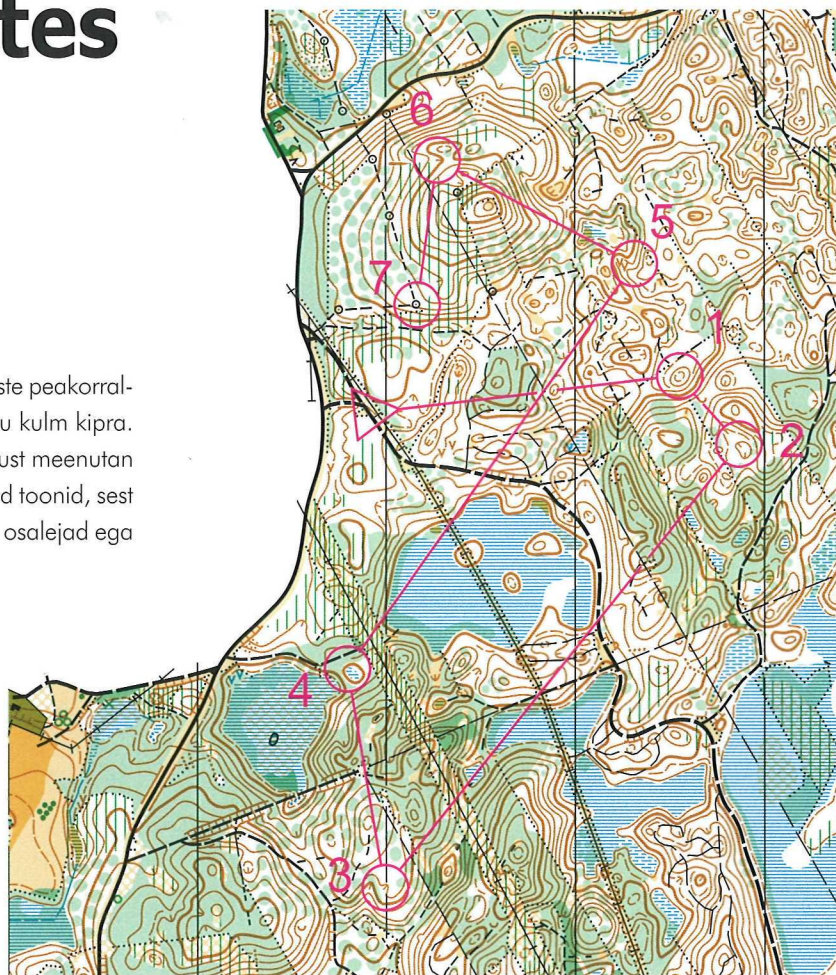 tes
ste peakorral-
u kulm kipra.
ust meenutan
d toonid, sest
osalejad ega
6
5
7
1
2
4
3